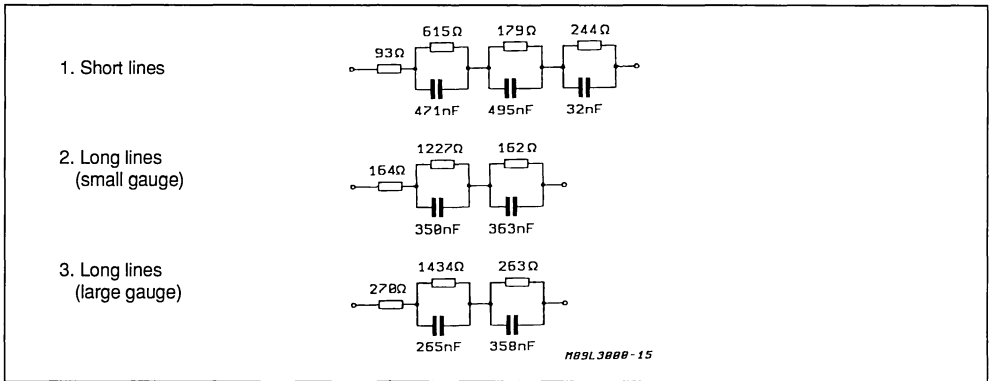 1. Short lines
93Ω
615Ω
179Ω
244Ω
471nF
495nF
32nF
2. Long lines
(small gauge)
164Ω
1227Ω
162Ω
350nF
363nF
3. Long lines
(large gauge)
270Ω
1434Ω
263Ω
265nF
350nF
M89L3000-15